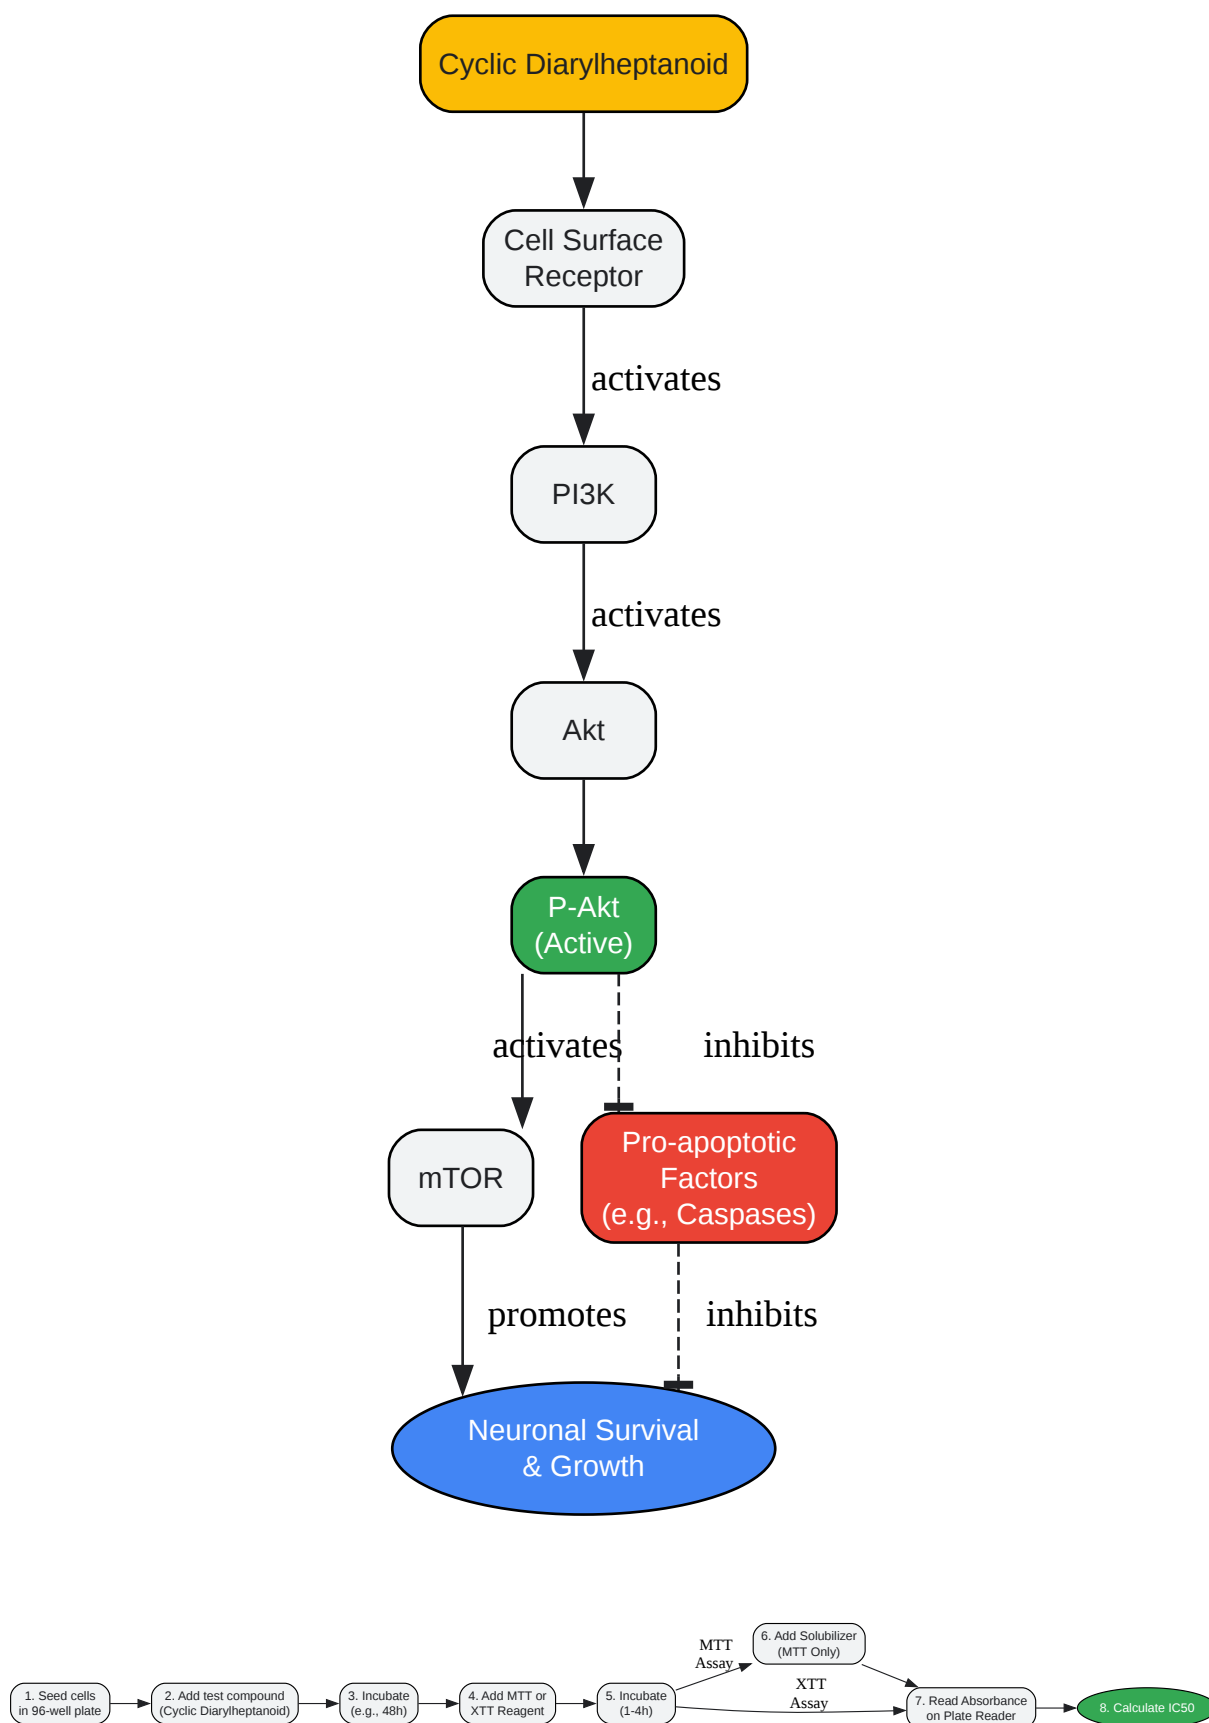 Cyclic Diarylheptanoid
Cell Surface
Receptor
activates
PI3K
activates
Akt
P-Akt
(Active)
activates
inhibits
mTOR
Pro-apoptotic
Factors
(e.g., Caspases)
promotes
inhibits
Neuronal Survival
& Growth
1. Seed cells
in 96-well plate
2. Add test compound
(Cyclic Diarylheptanoid)
3. Incubate
(e.g., 48h)
4. Add MTT or
XTT Reagent
5. Incubate
(1-4h)
MTT
Assay
6. Add Solubilizer
(MTT Only)
XTT
Assay
7. Read Absorbance
on Plate Reader
8. Calculate IC50